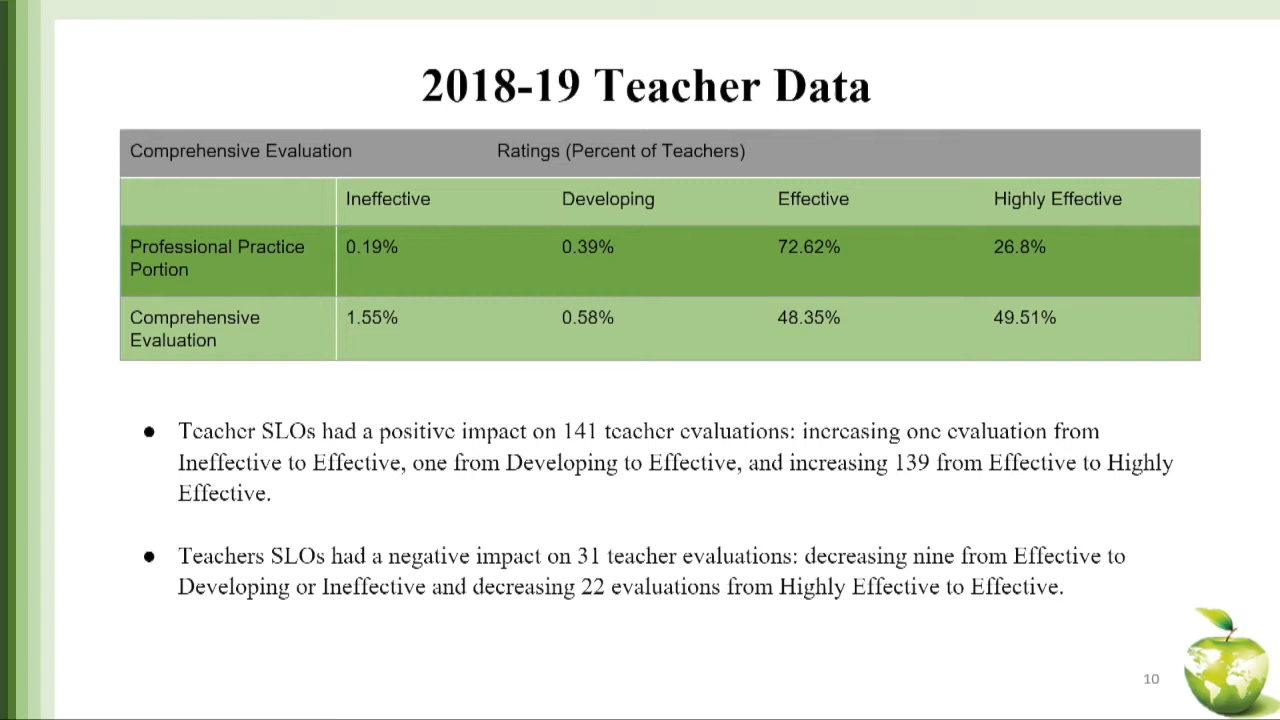 2018-19 Teacher Data
Comprehensive Evaluation Ratings (Percent of Teachers)
Ineffective Developing Effective Highly Effective
Professional Practice Portion 0.19% 0.39% 72.62% 26.8%
Comprehensive Evaluation 1.55% 0.58% 48.35% 49.51%
● Teacher SLOs had a positive impact on 141 teacher evaluations: increasing one evaluation from
Ineffective to Effective, one from Developing to Effective, and increasing 139 from Effective to Highly
Effective.
● Teachers SLOs had a negative impact on 31 teacher evaluations: decreasing nine from Effective to
Developing or Ineffective and decreasing 22 evaluations from Highly Effective to Effective.
10